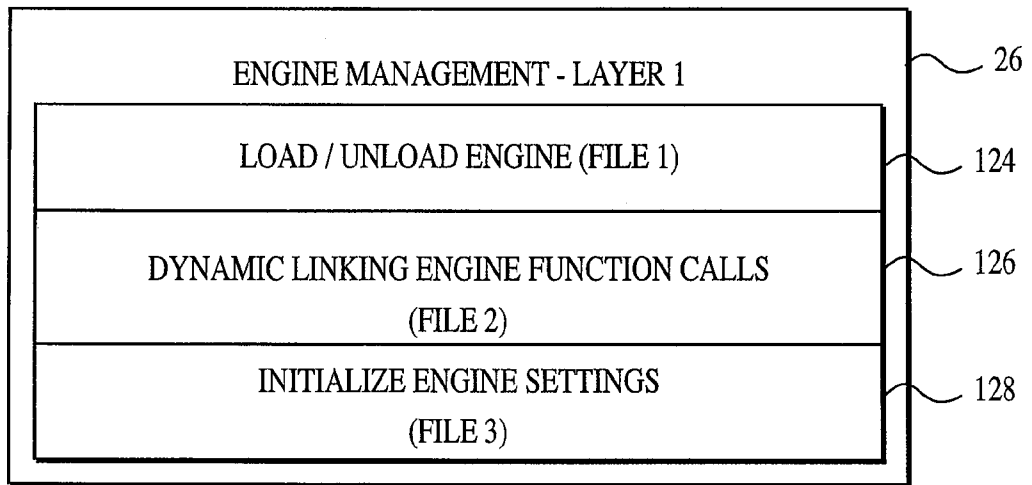 ENGINE MANAGEMENT - LAYER 1
26
LOAD / UNLOAD ENGINE (FILE 1)
124
DYNAMIC LINKING ENGINE FUNCTION CALLS
(FILE 2)
126
INITIALIZE ENGINE SETTINGS
(FILE 3)
128